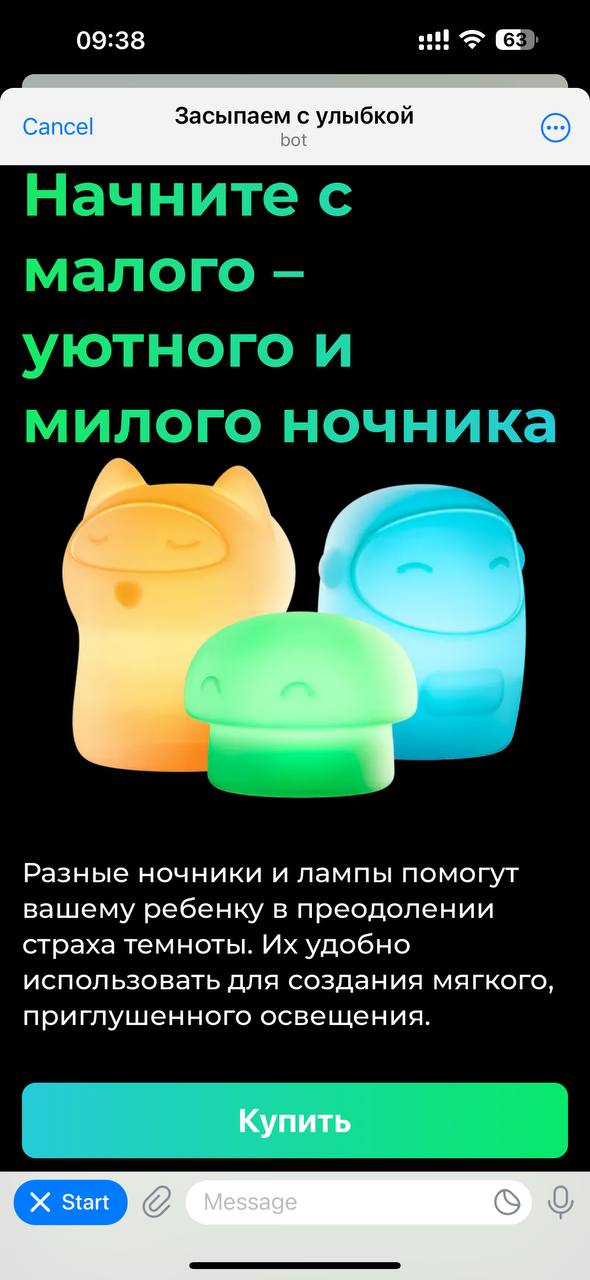 09:38
63
Cancel
Засыпаем с улыбкой
bot
Начните с
малого –
уютного и
милого ночника
Разные ночники и лампы помогут
вашему ребенку в преодолении
страха темноты. Их удобно
использовать для создания мягкого,
приглушенного освещения.
Купить
Start
Message